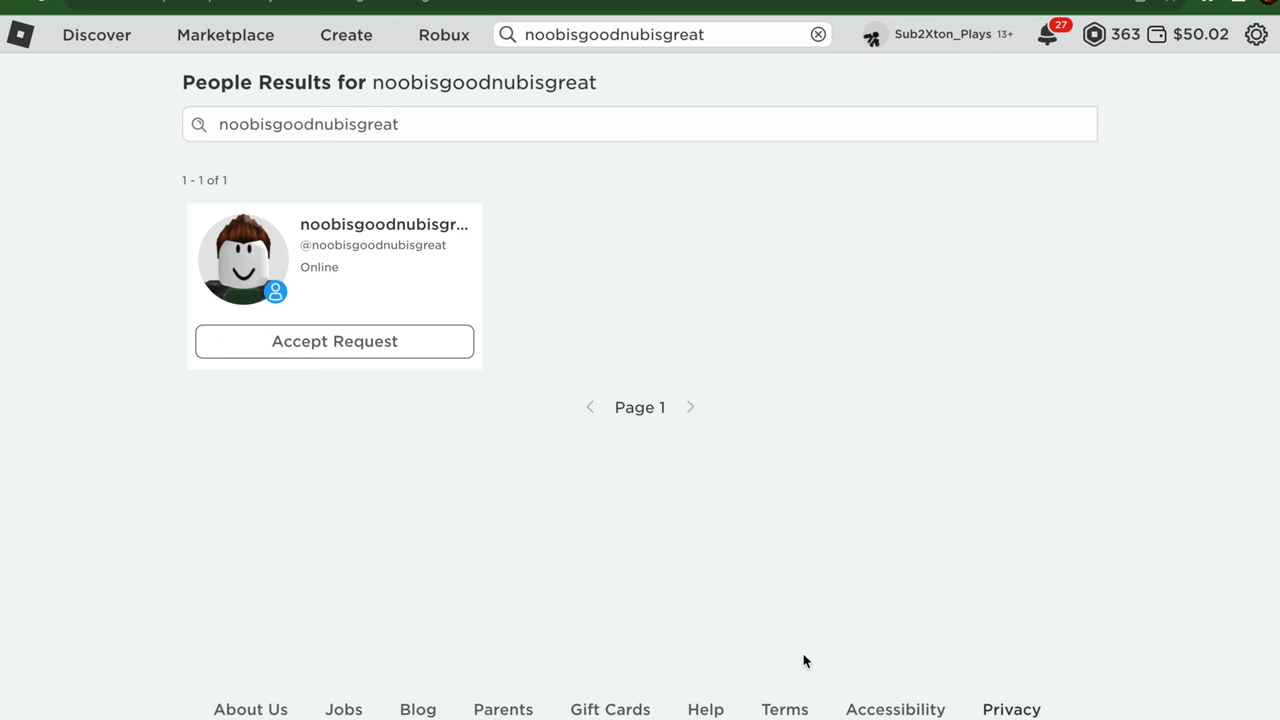 Discover Marketplace Create Robux noobisgoodnubisgreat Sub2Xton_Plays 13+ 27 363 $50.02
People Results for noobisgoodnubisgreat
noobisgoodnubisgreat
1 - 1 of 1
noobisgoodnubisgr...
@noobisgoodnubisgreat
Online
Accept Request
Page 1
About Us Jobs Blog Parents Gift Cards Help Terms Accessibility Privacy